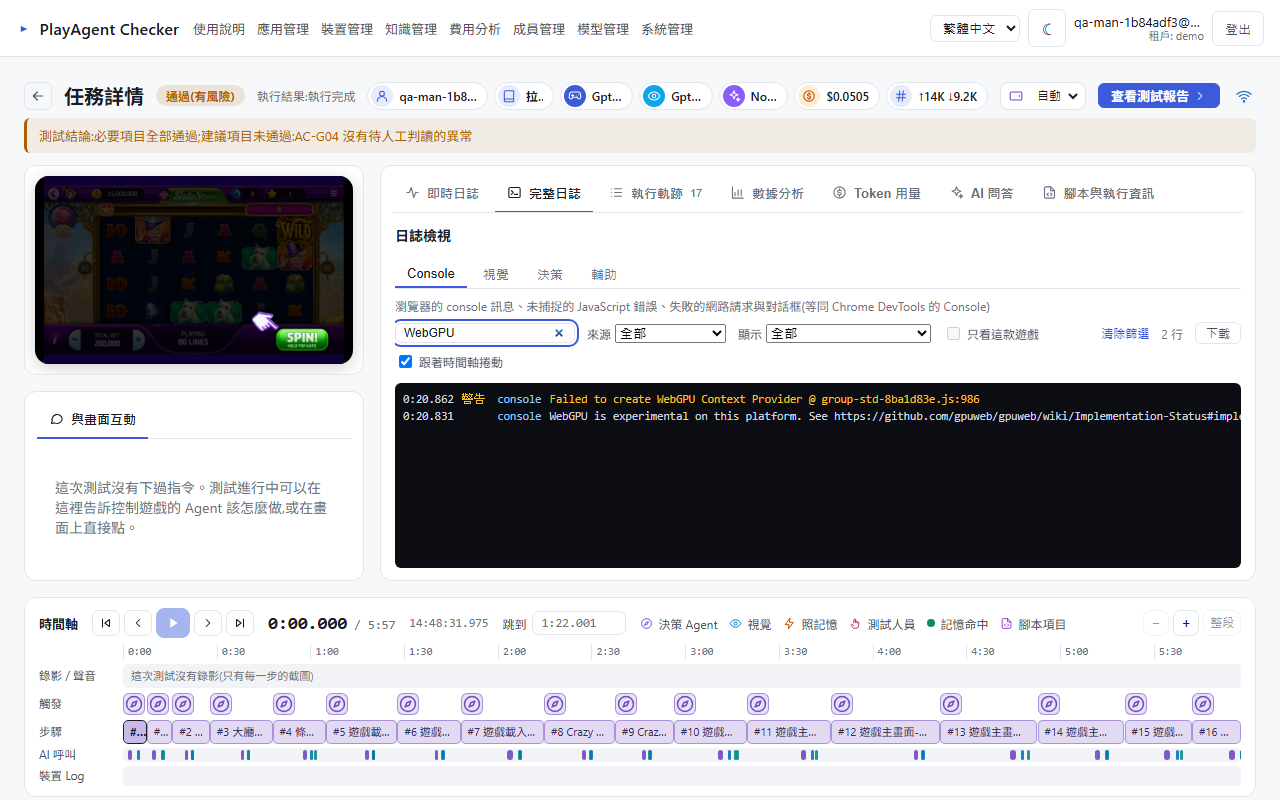 PlayAgent Checker 使用說明 應用管理 裝置管理 知識管理 費用分析 成員管理 模型管理 系統管理 繁體中文 qa-man-1b84adf3@... 登出
租戶: demo
任務詳情 通過(有風險) 執行結果:執行完成 qa-man-1b8... 拉.. Gpt... Gpt... No... $0.0505 ↑14K ↓9.2K 自動 查看測試報告
測試結論:必要項目全部通過;建議項目未通過:AC-G04 沒有待人工判讀的異常
即時日誌 完整日誌 執行軌跡 17 數據分析 Token 用量 AI 問答 腳本與執行資訊
TOTAL BET
200,000
PLAYING
80 LINES
SPIN!
WILD
日誌檢視
Console 視覺 決策 輔助
瀏覽器的 console 訊息、未捕捉的 JavaScript 錯誤、失敗的網路請求與對話框(等同 Chrome DevTools 的 Console)
WebGPU 來源 全部 顯示 全部 只看這款遊戲 清除篩選 2 行 下載
跟著時間軸捲動
0:20.862 警告 console Failed to create WebGPU Context Provider @ group-std-8ba1d83e.js:986
0:20.831 console WebGPU is experimental on this platform. See https://github.com/gpuweb/gpuweb/wiki/Implementation-Status#imple
與畫面互動
這次測試沒有下過指令。測試進行中可以在
這裡告訴控制遊戲的 Agent 該怎麼做,或在畫
面上直接點。
時間軸 0:00.000 / 5:57 14:48:31.975 跳到 1:22.001 決策 Agent 視覺 照記憶 測試人員 記憶命中 腳本項目 − + 整段
0:00 0:30 1:00 1:30 2:00 2:30 3:00 3:30 4:00 4:30 5:00 5:30
錄影 / 聲音 這次測試沒有錄影(只有每一步的截圖)
觸發
步驟 #... #... #2 ... #3 大廳... #4 條... #5 遊戲載... #6 遊戲... #7 遊戲載入... #8 Crazy ... #9 Craz... #10 遊戲... #11 遊戲主... #12 遊戲主畫面-... #13 遊戲主畫... #14 遊戲主... #15 遊戲... #16 ...
AI 呼叫
裝置 Log